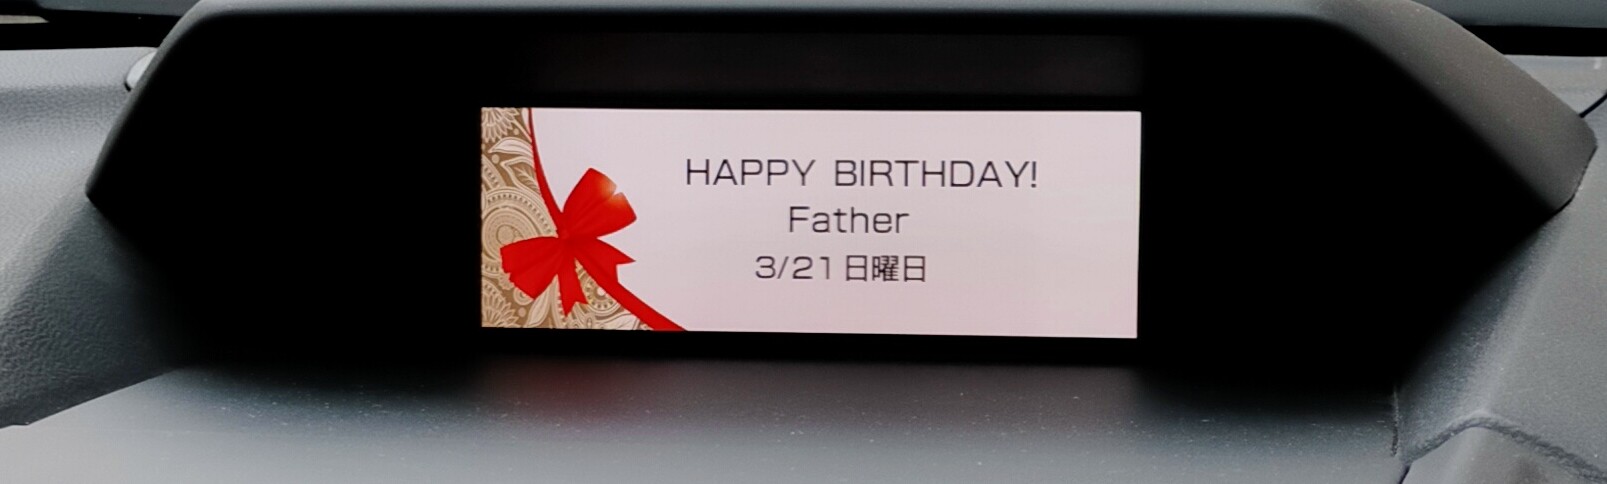 HAPPY BIRTHDAY!
Father
3/21 日曜日